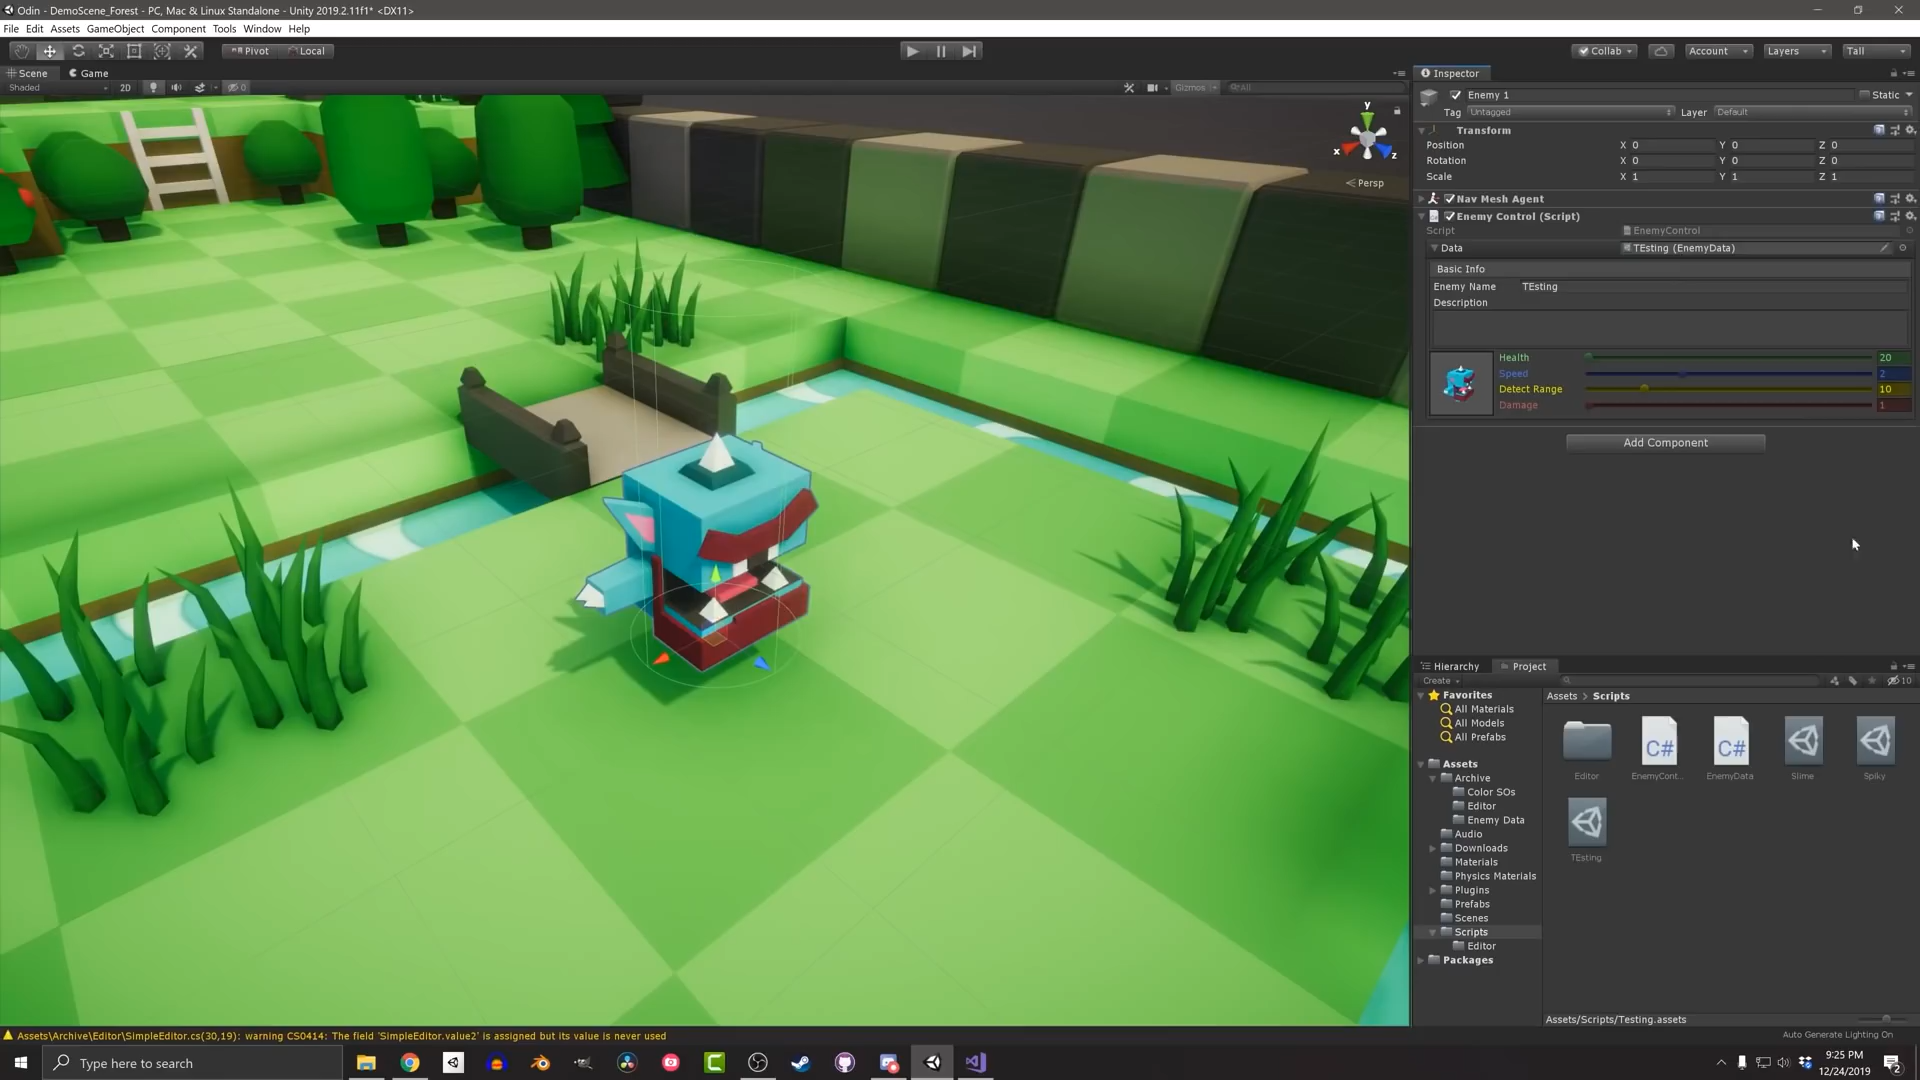 Odin - DemoScene_Forest - PC, Mac & Linux Standalone - Unity 2019.2.11f1* <DX11>
File Edit Assets GameObject Component Tools Window Help
Pivot Local Collab Account Layers Tall
Scene Game
Shaded 2D 0 Gizmos All
y
x z
Persp
Inspector
Enemy 1 Static
Tag Untagged Layer Default
Transform
Position X 0 Y 0 Z 0
Rotation X 0 Y 0 Z 0
Scale X 1 Y 1 Z 1
Nav Mesh Agent
Enemy Control (Script)
Script EnemyControl
Data TEsting (EnemyData)
Basic Info
Enemy Name TEsting
Description
Health 20
Speed 2
Detect Range 10
Damage 1
Add Component
Hierarchy Project
Create 10
Favorites
All Materials
All Models
All Prefabs
Assets
Archive
Color SOs
Editor
Enemy Data
Audio
Downloads
Materials
Physics Materials
Plugins
Prefabs
Scenes
Scripts
Editor
Packages
Assets > Scripts
C# C#
Editor EnemyCont... EnemyData Slime Spiky
TEsting
Assets/Scripts/Testing.assets
Assets\Archive\Editor\SimpleEditor.cs(30,19): warning CS0414: The field 'SimpleEditor.value2' is assigned but its value is never used
Auto Generate Lighting On
Type here to search
9:25 PM
12/24/2019
2